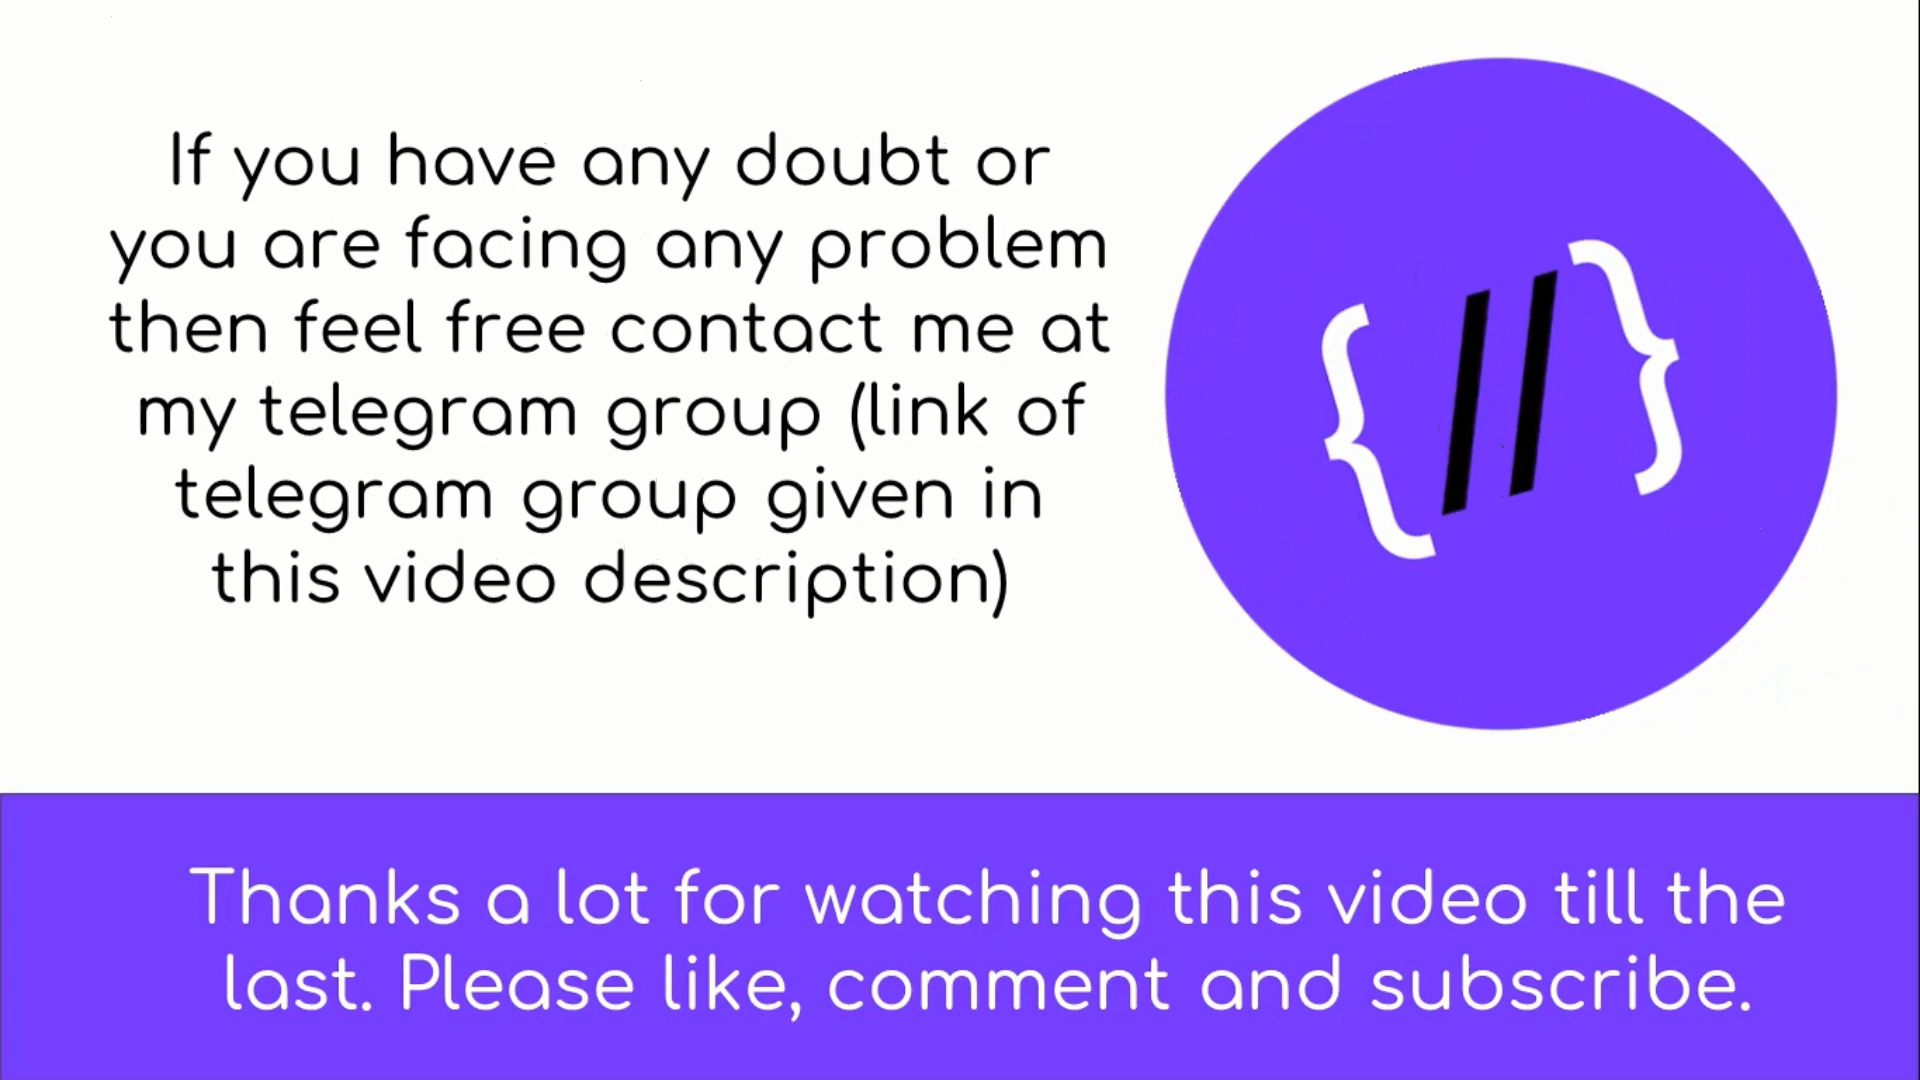 If you have any doubt or
you are facing any problem
then feel free contact me at
my telegram group (link of
telegram group given in
this video description)
{//}
Thanks a lot for watching this video till the
last. Please like, comment and subscribe.